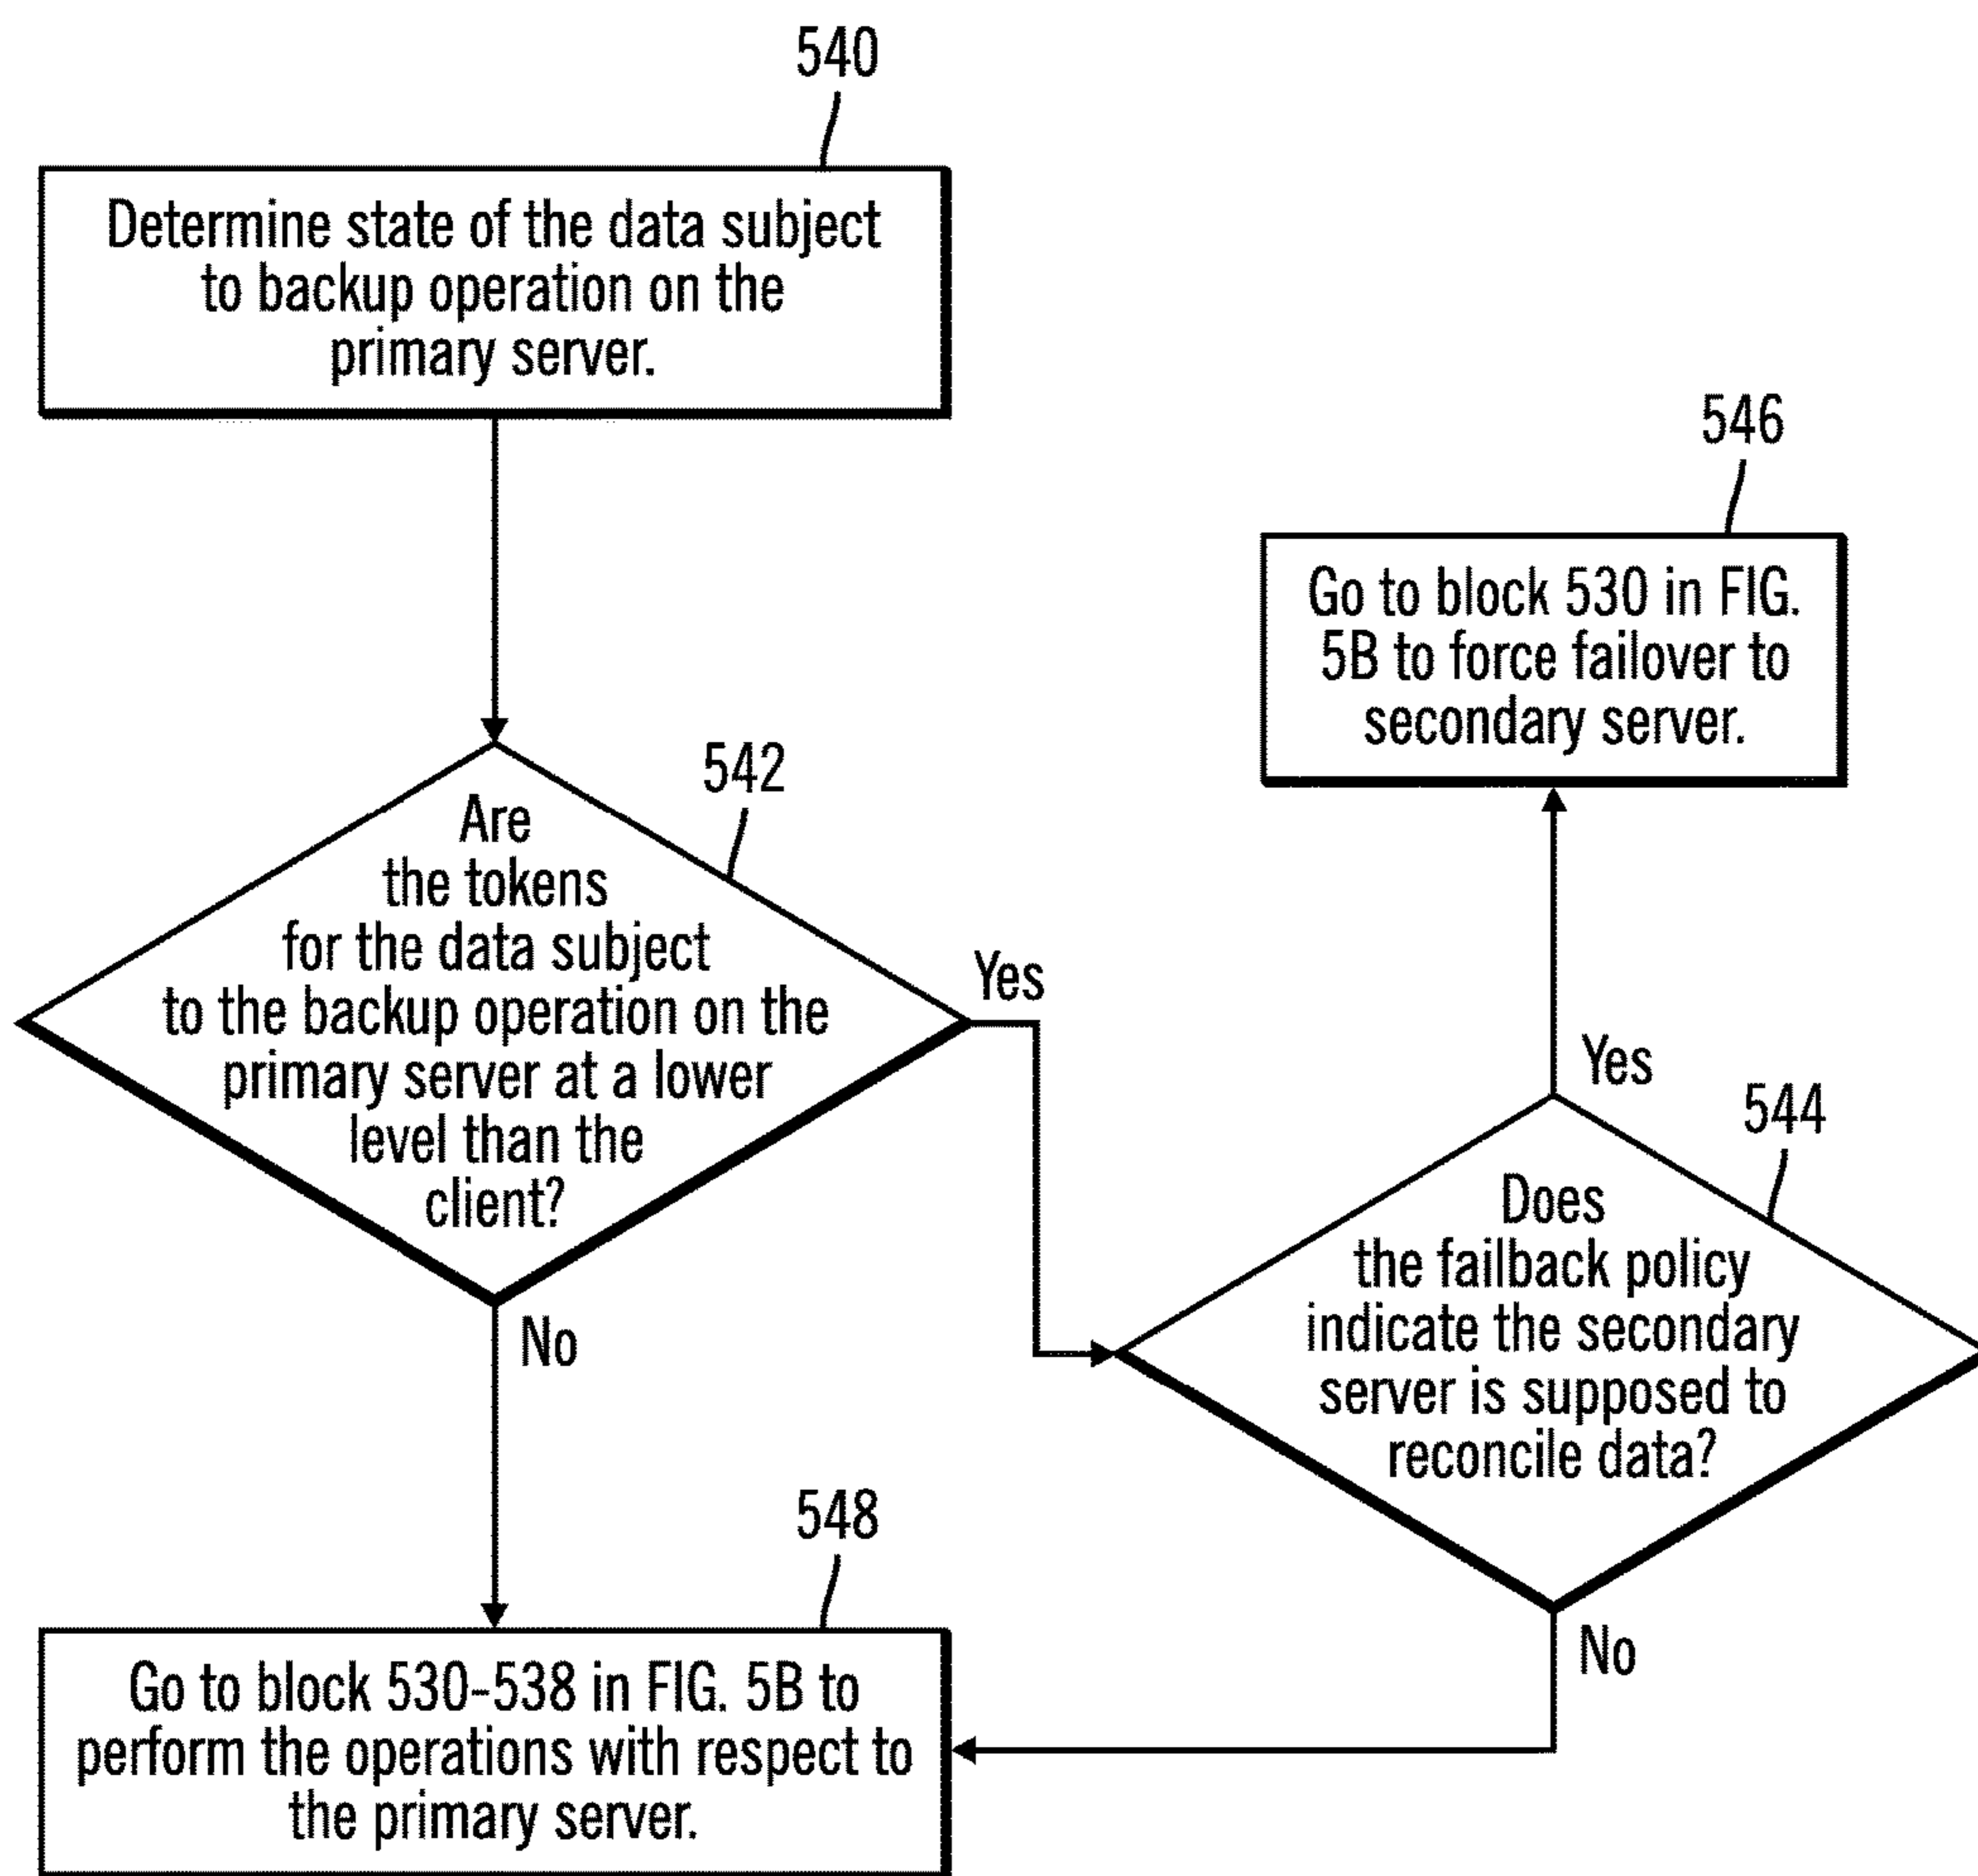 540
Determine state of the data subject
to backup operation on the
primary server.
546
Go to block 530 in FIG.
5B to force failover to
secondary server.
542
Are
the tokens
for the data subject
to the backup operation on the
primary server at a lower
level than the
client?
Yes
No
Yes
544
Does
the failback policy
indicate the secondary
server is supposed to
reconcile data?
No
548
Go to block 530-538 in FIG. 5B to
perform the operations with respect to
the primary server.